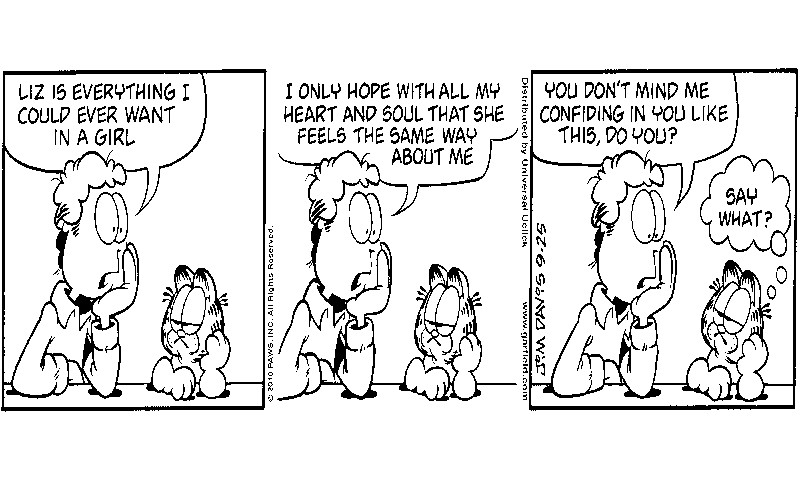 LIZ IS EVERYTHING I
COULD EVER WANT
IN A GIRL
© 2010 PAWS, INC. All Rights Reserved.
I ONLY HOPE WITH ALL MY
HEART AND SOUL THAT SHE
FEELS THE SAME WAY
ABOUT ME
Distributed by Universal Uclick
www.garfield.com
YOU DON'T MIND ME
CONFIDING IN YOU LIKE
THIS, DO YOU?
SAY
WHAT?
JIM DAVIS 9-25